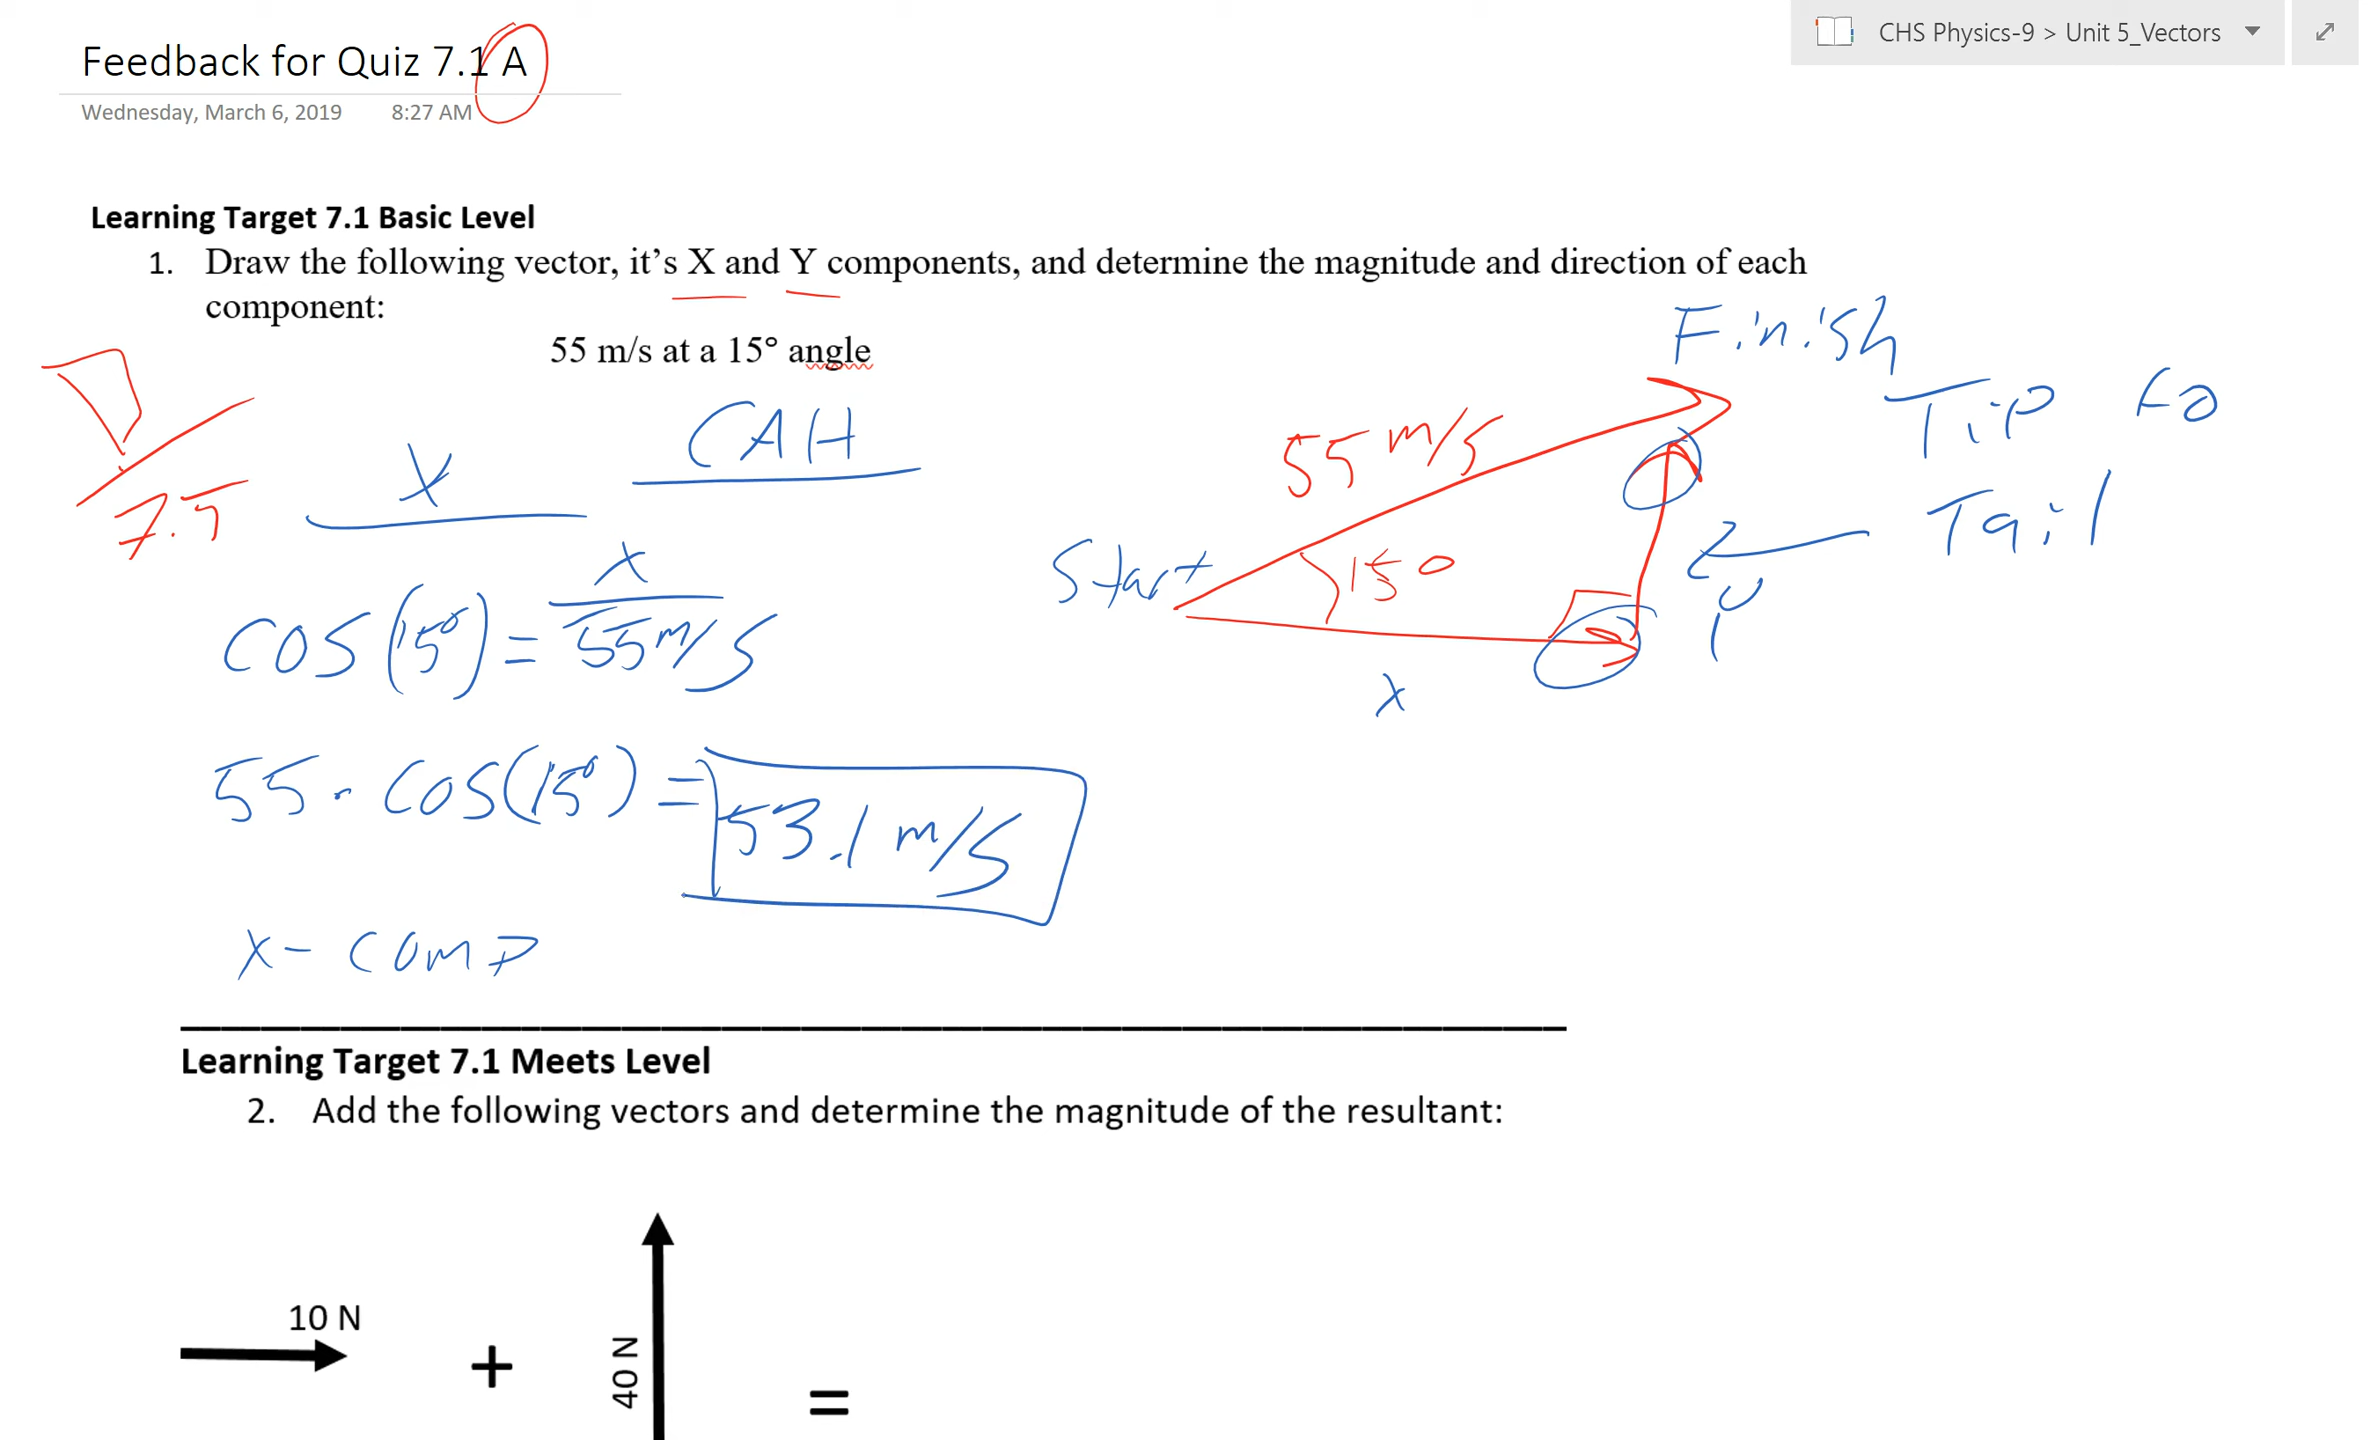 Feedback for Quiz 7.1 A
CHS Physics-9 > Unit 5_Vectors
Wednesday, March 6, 2019 8:27 AM
Learning Target 7.1 Basic Level
1. Draw the following vector, it's X and Y components, and determine the magnitude and direction of each
component:
55 m/s at a 15° angle
Finish
Tip to
Tail
7.5
X
CAH
55 m/s
Start
15°
y
x
cos(15°) = x / 55 m/s
55 · cos(15°) = 53.1 m/s
x - comp
Learning Target 7.1 Meets Level
2. Add the following vectors and determine the magnitude of the resultant:
10 N
+
40 N
=